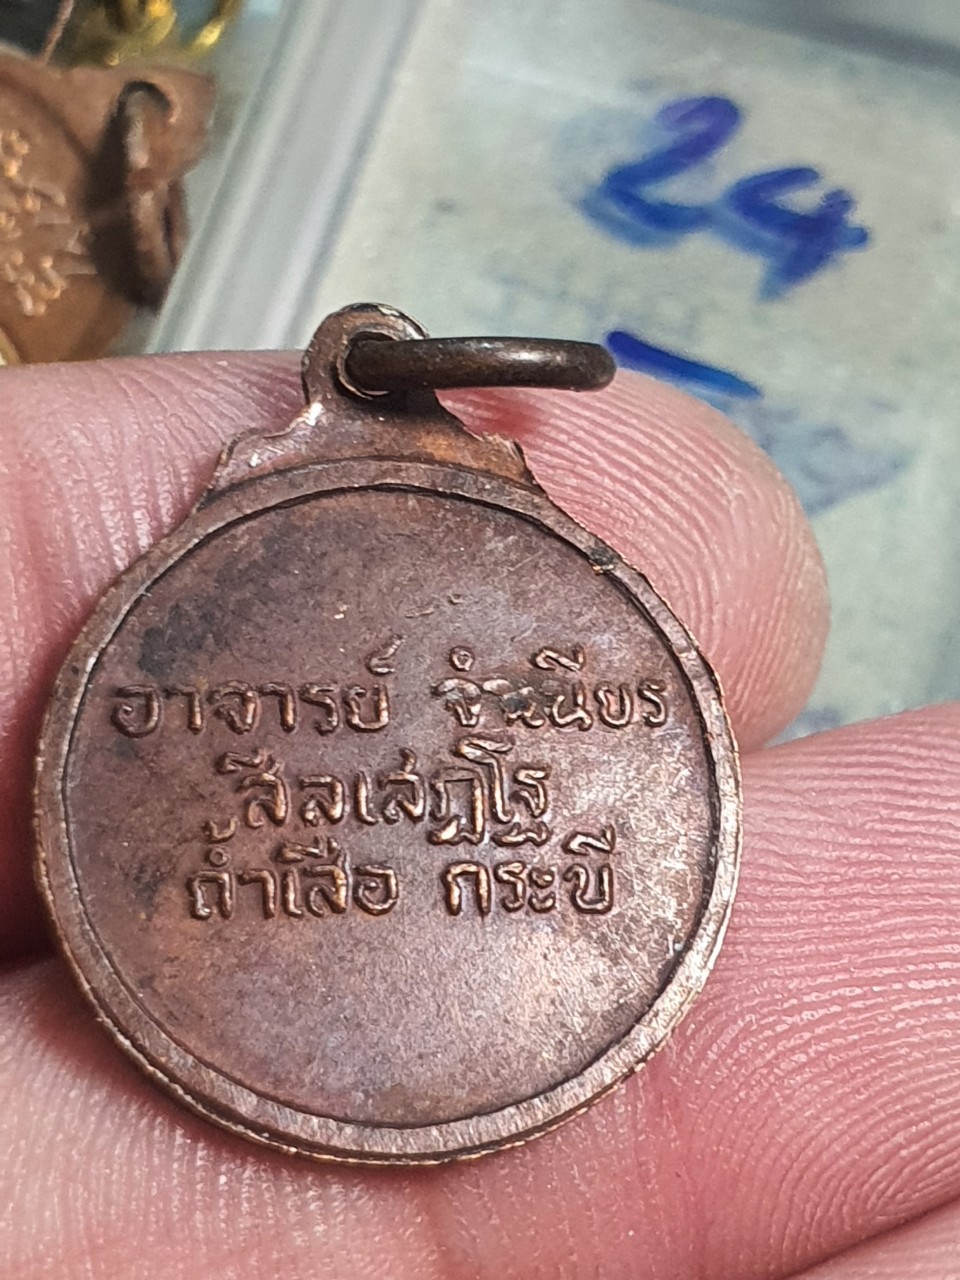 24
อาจารย์ จำเนียร
สีลเสฏฺโฐ
ถ้ำเสือ กระบี่